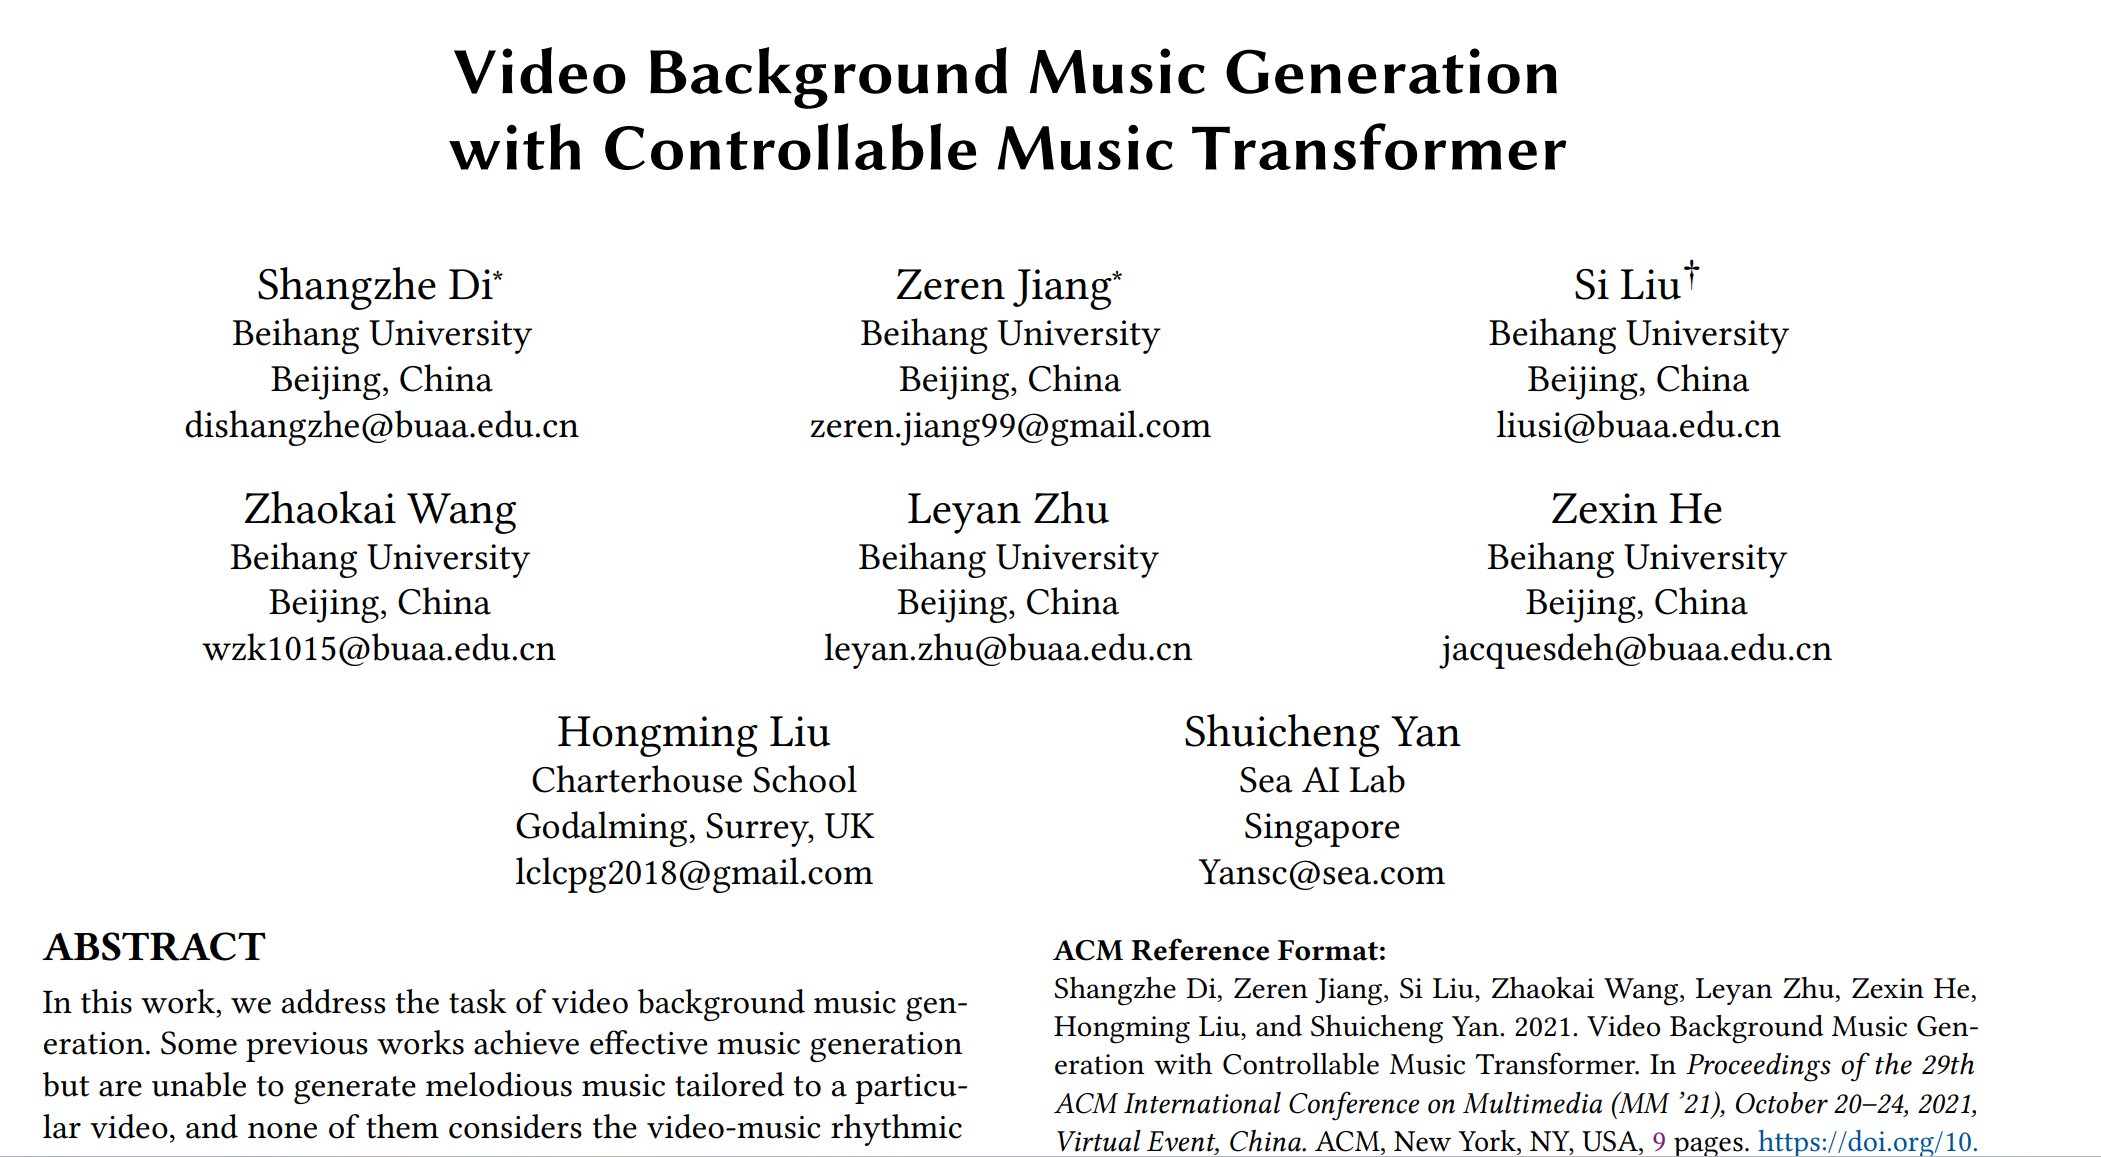 Video Background Music Generation
with Controllable Music Transformer
Shangzhe Di*
Beihang University
Beijing, China
dishangzhe@buaa.edu.cn
Zeren Jiang*
Beihang University
Beijing, China
zeren.jiang99@gmail.com
Si Liu†
Beihang University
Beijing, China
liusi@buaa.edu.cn
Zhaokai Wang
Beihang University
Beijing, China
wzk1015@buaa.edu.cn
Leyan Zhu
Beihang University
Beijing, China
leyan.zhu@buaa.edu.cn
Zexin He
Beihang University
Beijing, China
jacquesdeh@buaa.edu.cn
Hongming Liu
Charterhouse School
Godalming, Surrey, UK
lclcpg2018@gmail.com
Shuicheng Yan
Sea AI Lab
Singapore
Yansc@sea.com
ABSTRACT
In this work, we address the task of video background music gen-
eration. Some previous works achieve effective music generation
but are unable to generate melodious music tailored to a particu-
lar video, and none of them considers the video-music rhythmic
ACM Reference Format:
Shangzhe Di, Zeren Jiang, Si Liu, Zhaokai Wang, Leyan Zhu, Zexin He,
Hongming Liu, and Shuicheng Yan. 2021. Video Background Music Gen-
eration with Controllable Music Transformer. In Proceedings of the 29th
ACM International Conference on Multimedia (MM ’21), October 20–24, 2021,
Virtual Event, China. ACM, New York, NY, USA, 9 pages. https://doi.org/10.